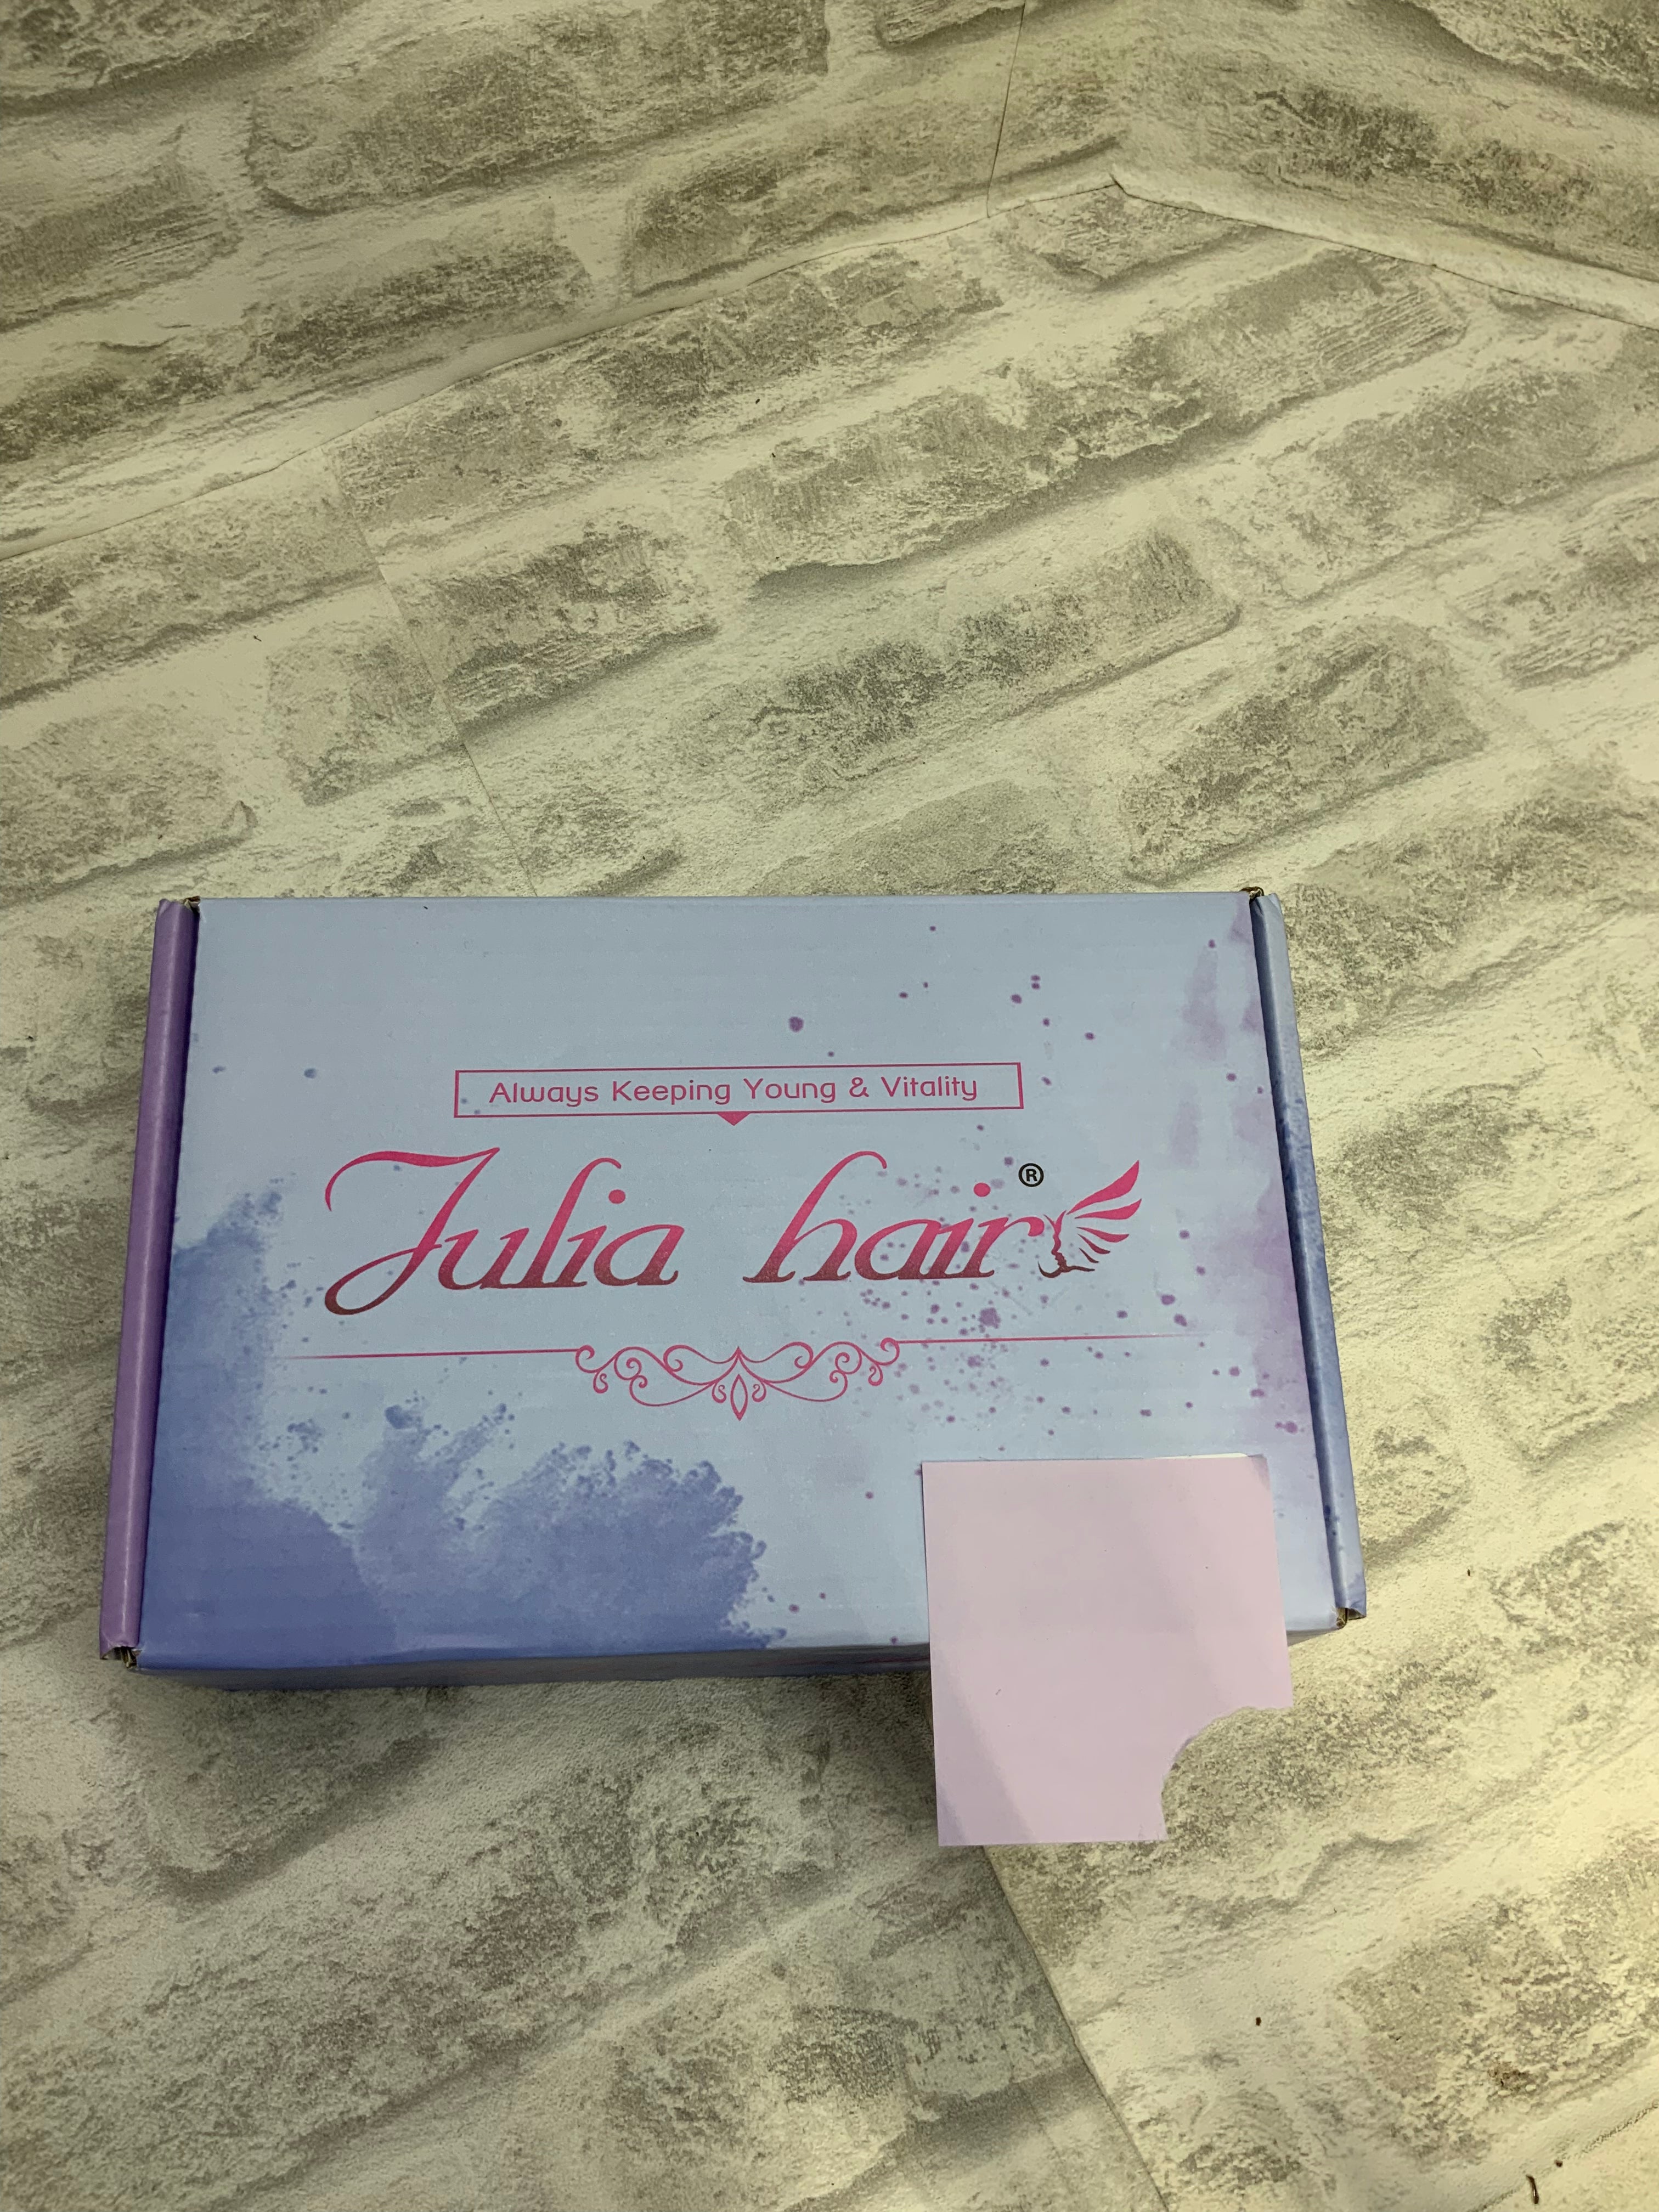 Always Keeping Young & Vitality
Julia hair®